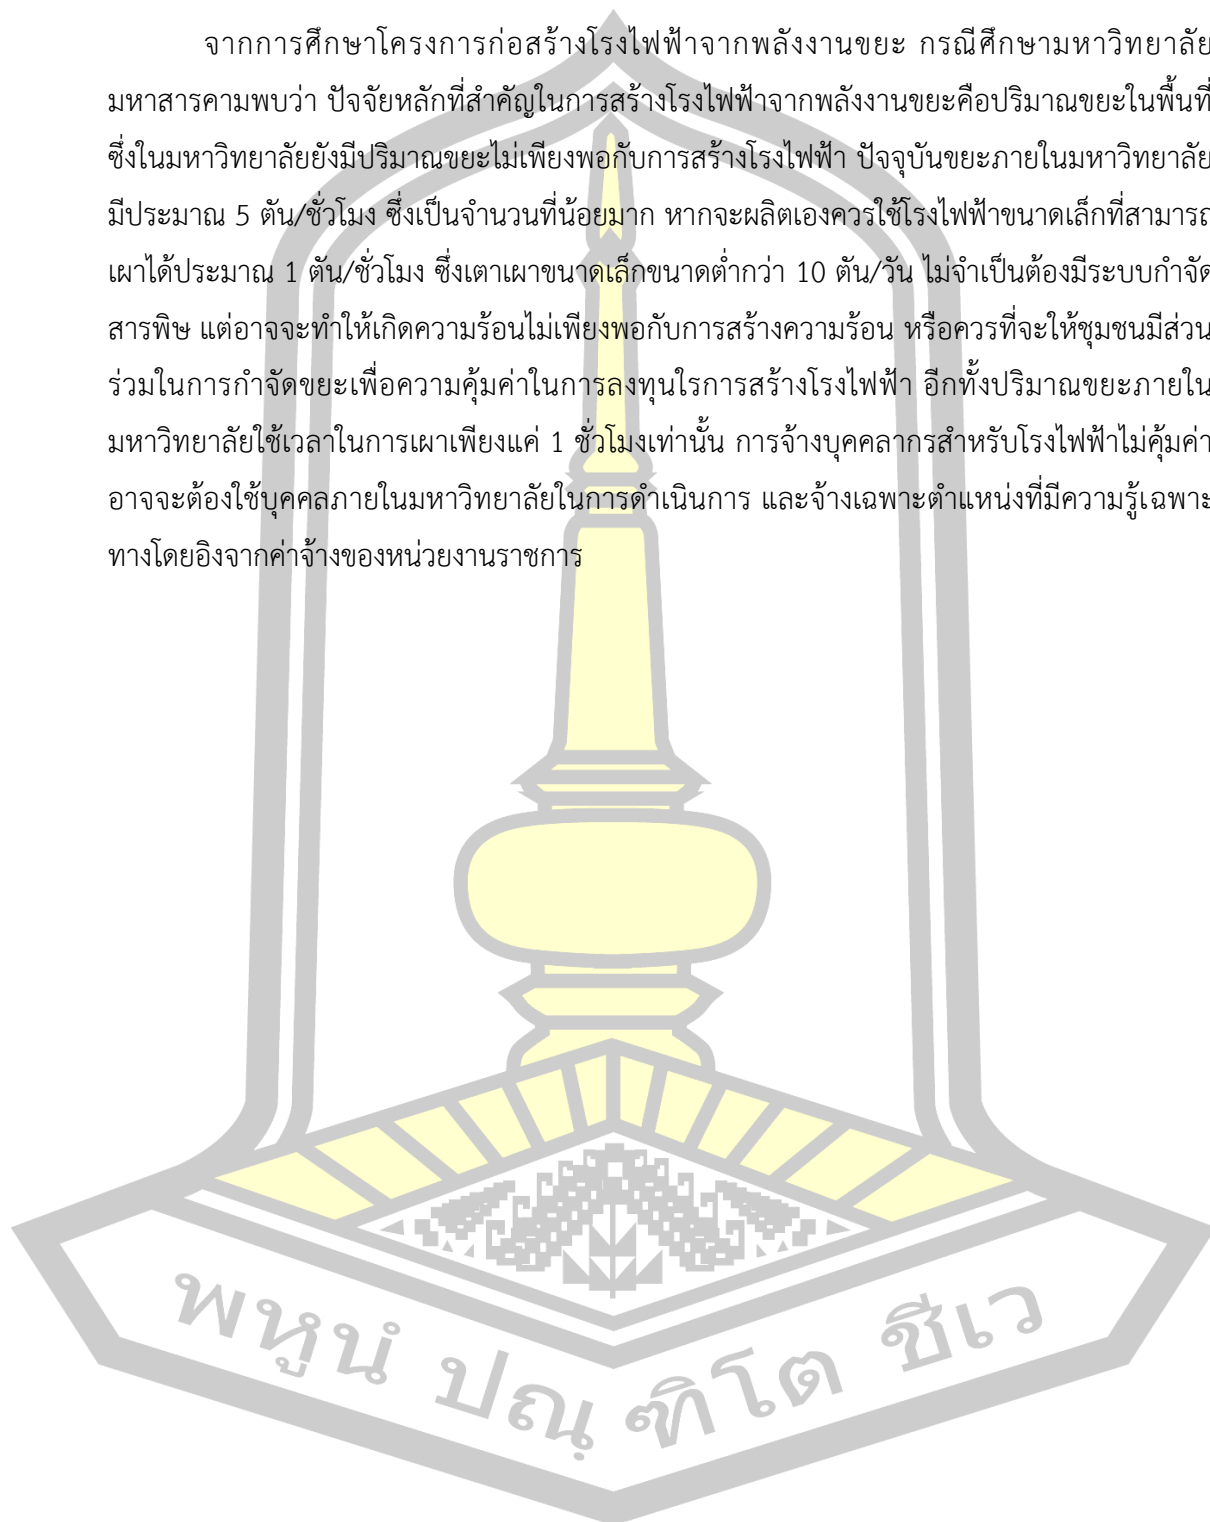 จากการศึกษาโครงการก่อสร้างโรงไฟฟ้าจากพลังงานขยะ กรณีศึกษามหาวิทยาลัย
มหาสารคามพบว่า ปัจจัยหลักที่สำคัญในการสร้างโรงไฟฟ้าจากพลังงานขยะคือปริมาณขยะในพื้นที่
ซึ่งในมหาวิทยาลัยยังมีปริมาณขยะไม่เพียงพอกับการสร้างโรงไฟฟ้า ปัจจุบันขยะภายในมหาวิทยาลัย
มีประมาณ 5 ตัน/ชั่วโมง ซึ่งเป็นจำนวนที่น้อยมาก หากจะผลิตเองควรใช้โรงไฟฟ้าขนาดเล็กที่สามารถ
เผาได้ประมาณ 1 ตัน/ชั่วโมง ซึ่งเตาเผาขนาดเล็กขนาดต่ำกว่า 10 ตัน/วัน ไม่จำเป็นต้องมีระบบกำจัด
สารพิษ แต่อาจจะทำให้เกิดความร้อนไม่เพียงพอกับการสร้างความร้อน หรือควรที่จะให้ชุมชนมีส่วน
ร่วมในการกำจัดขยะเพื่อความคุ้มค่าในการลงทุนไรการสร้างโรงไฟฟ้า อีกทั้งปริมาณขยะภายใน
มหาวิทยาลัยใช้เวลาในการเผาเพียงแค่ 1 ชั่วโมงเท่านั้น การจ้างบุคคลากรสำหรับโรงไฟฟ้าไม่คุ้มค่า
อาจจะต้องใช้บุคคลภายในมหาวิทยาลัยในการดำเนินการ และจ้างเฉพาะตำแหน่งที่มีความรู้เฉพาะ
ทางโดยอิงจากค่าจ้างของหน่วยงานราชการ
พหูนํ ปณฺฑิโต ชีเว